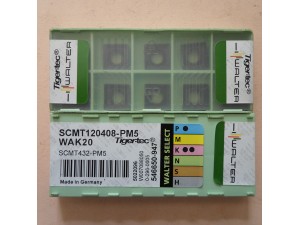 Tigertec®
WALTER
Tigertec®
WALTER
SCMT120408-PM5
WAK20 Tigertec®
SCMT432-PM5
Made in Germany
P
M
K
N
S
H
WALTER SELECT